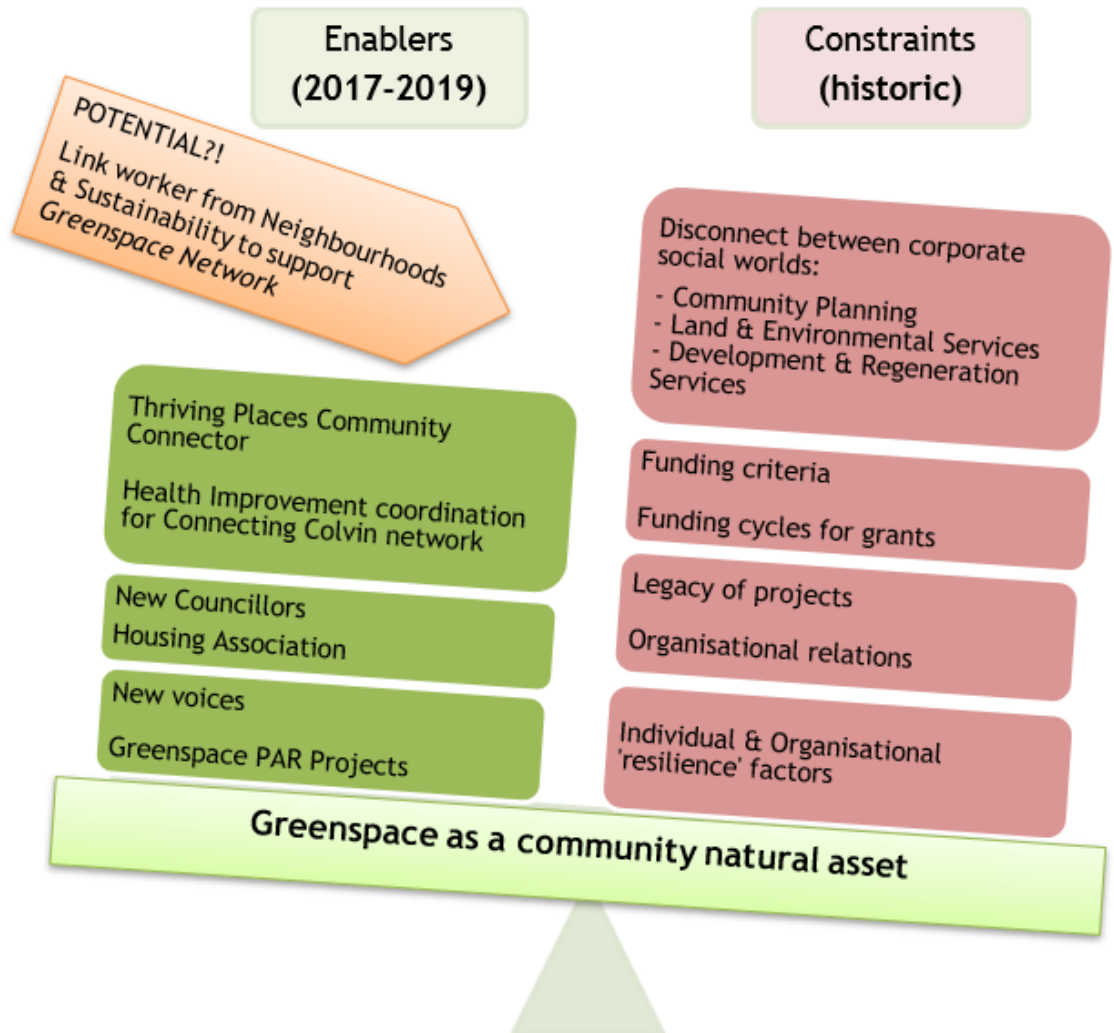 Enablers
(2017-2019)
Constraints
(historic)
POTENTIAL?!
Link worker from Neighbourhoods
& Sustainability to support
Greenspace Network
Thriving Places Community
Connector
Health Improvement coordination
for Connecting Colvin network
New Councillors
Housing Association
New voices
Greenspace PAR Projects
Disconnect between corporate
social worlds:
- Community Planning
- Land & Environmental Services
- Development & Regeneration
Services
Funding criteria
Funding cycles for grants
Legacy of projects
Organisational relations
Individual & Organisational
'resilience' factors
Greenspace as a community natural asset